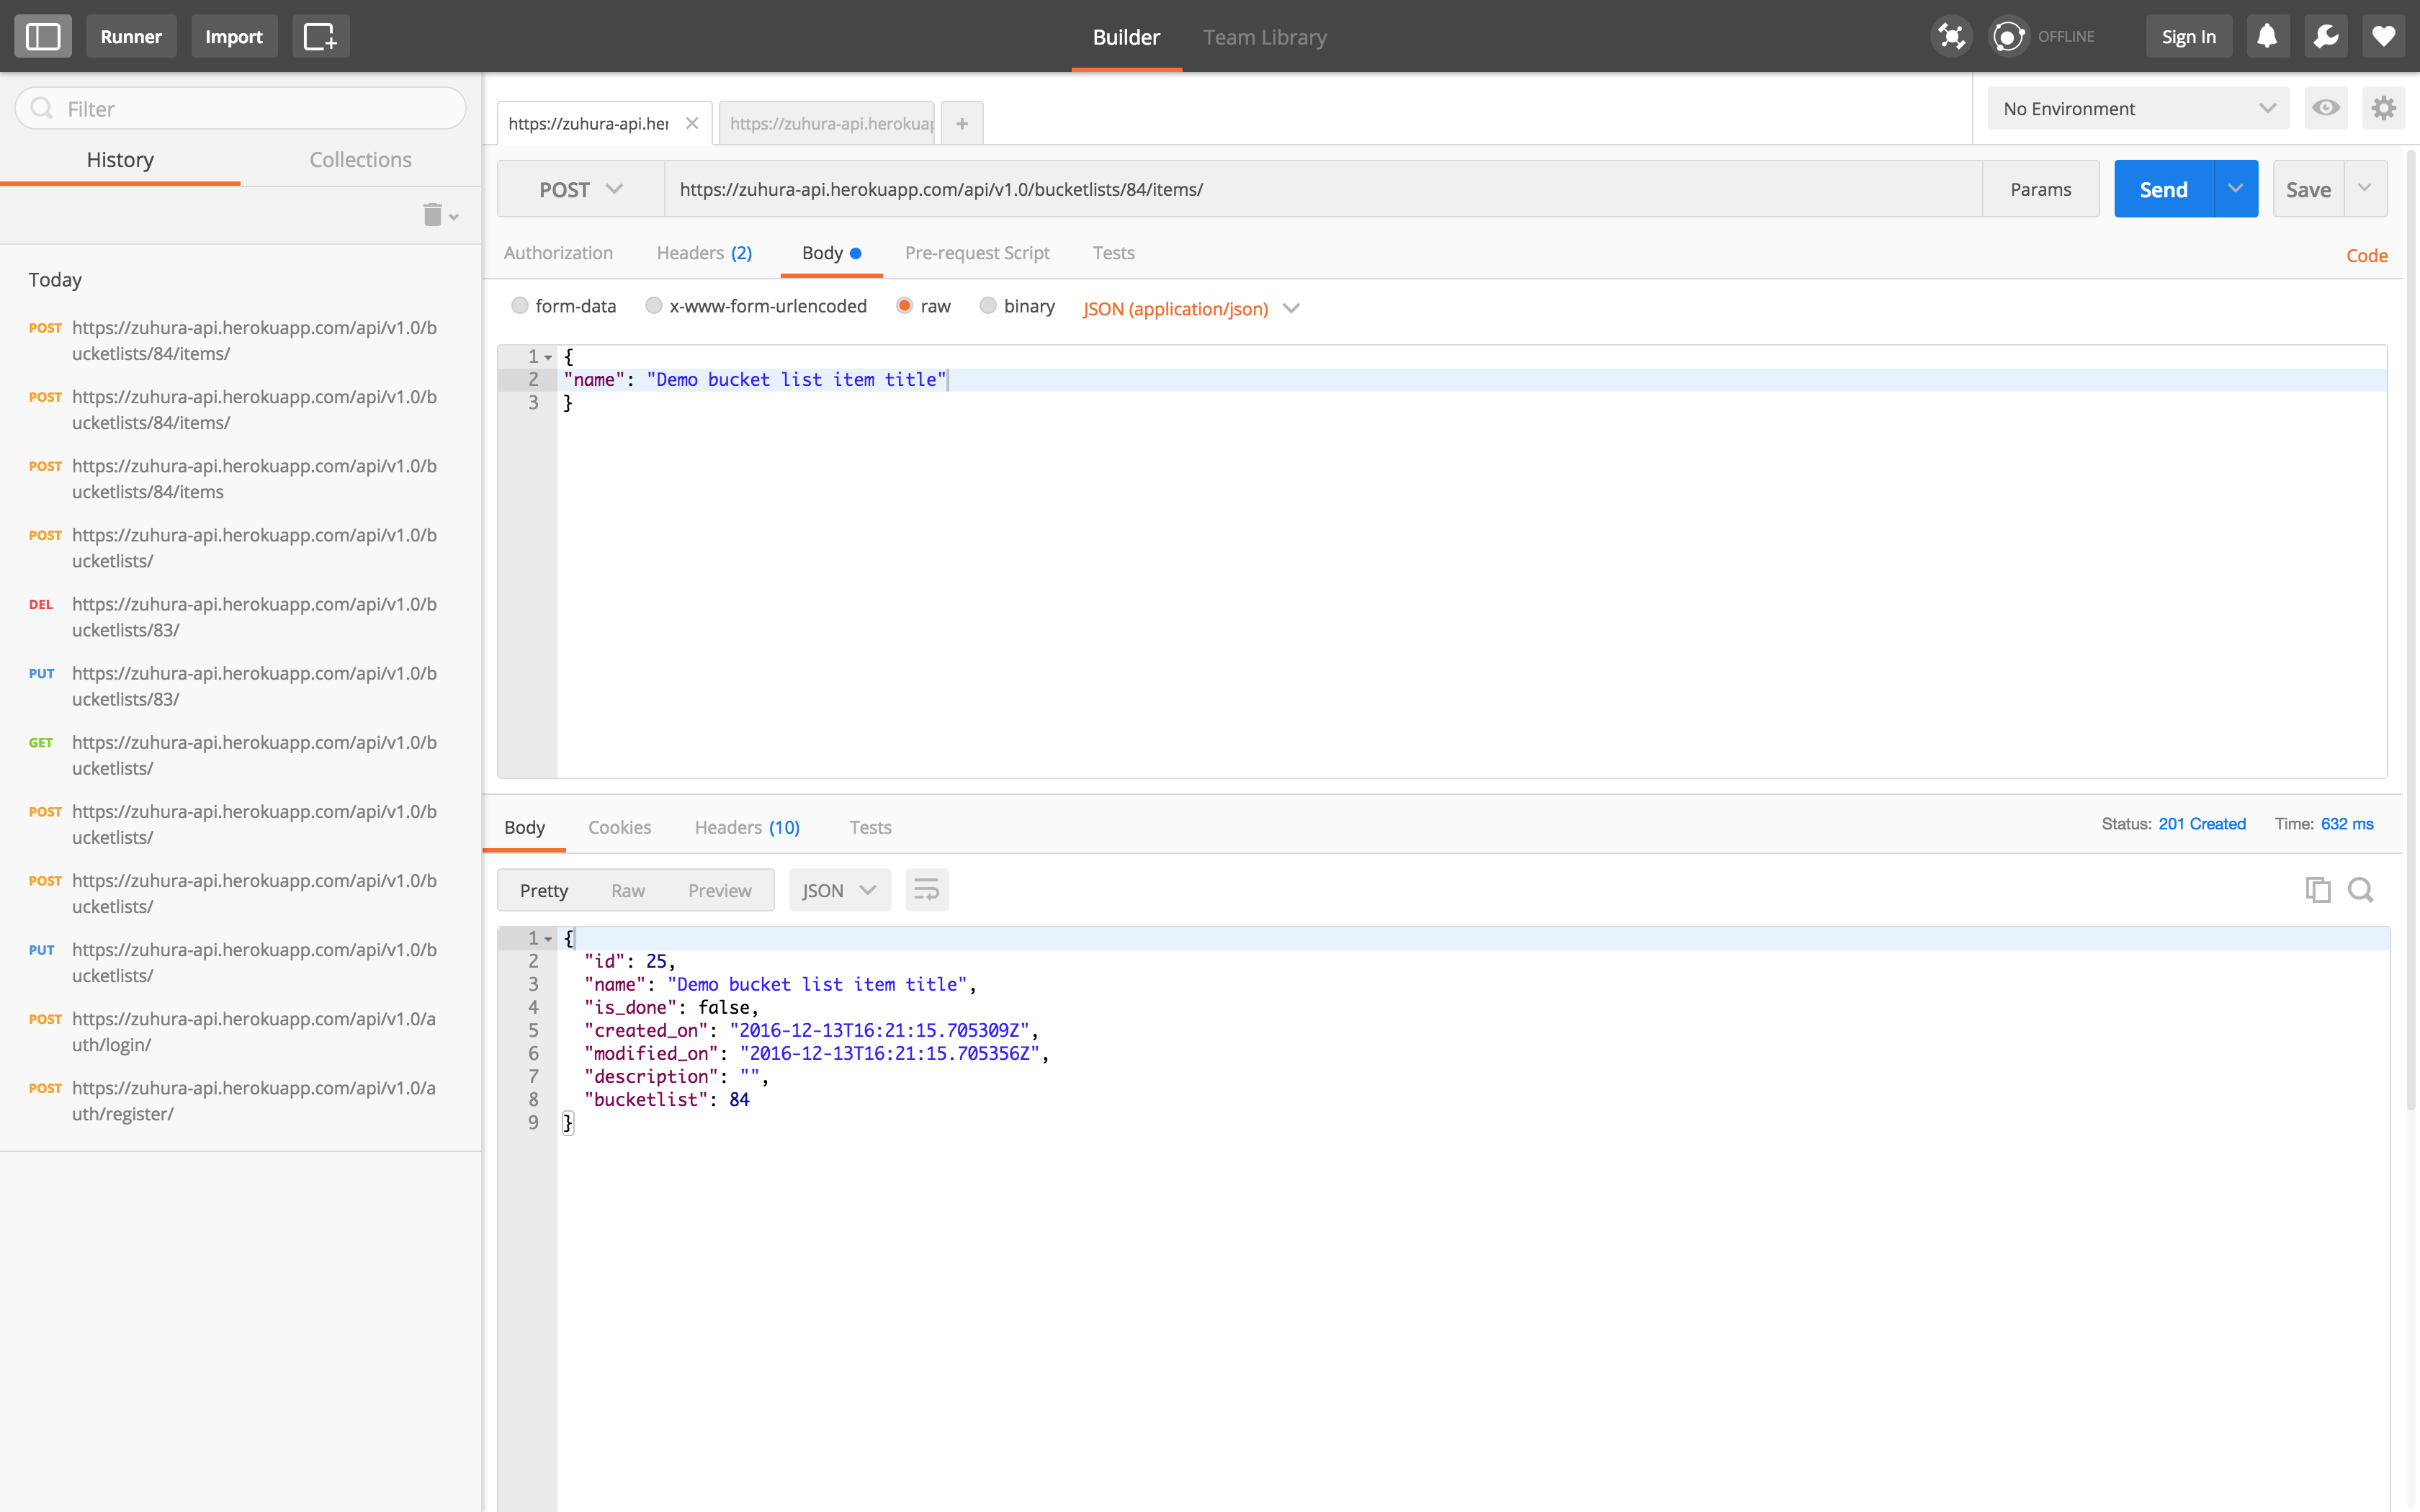 Runner
Import
Builder
Team Library
OFFLINE
Sign In
Filter
History
Collections
Today
POST https://zuhura-api.herokuapp.com/api/v1.0/b
ucketlists/84/items/
POST https://zuhura-api.herokuapp.com/api/v1.0/b
ucketlists/84/items/
POST https://zuhura-api.herokuapp.com/api/v1.0/b
ucketlists/84/items
POST https://zuhura-api.herokuapp.com/api/v1.0/b
ucketlists/
DEL https://zuhura-api.herokuapp.com/api/v1.0/b
ucketlists/83/
PUT https://zuhura-api.herokuapp.com/api/v1.0/b
ucketlists/83/
GET https://zuhura-api.herokuapp.com/api/v1.0/b
ucketlists/
POST https://zuhura-api.herokuapp.com/api/v1.0/b
ucketlists/
POST https://zuhura-api.herokuapp.com/api/v1.0/b
ucketlists/
PUT https://zuhura-api.herokuapp.com/api/v1.0/b
ucketlists/
POST https://zuhura-api.herokuapp.com/api/v1.0/a
uth/login/
POST https://zuhura-api.herokuapp.com/api/v1.0/a
uth/register/
https://zuhura-api.her
https://zuhura-api.herokuap
+
No Environment
POST
https://zuhura-api.herokuapp.com/api/v1.0/bucketlists/84/items/
Params
Send
Save
Authorization
Headers (2)
Body
Pre-request Script
Tests
Code
form-data
x-www-form-urlencoded
raw
binary
JSON (application/json)
1 {
2 "name": "Demo bucket list item title"
3 }
Body
Cookies
Headers (10)
Tests
Status: 201 Created
Time: 632 ms
Pretty
Raw
Preview
JSON
1 {
2 "id": 25,
3 "name": "Demo bucket list item title",
4 "is_done": false,
5 "created_on": "2016-12-13T16:21:15.705309Z",
6 "modified_on": "2016-12-13T16:21:15.705356Z",
7 "description": "",
8 "bucketlist": 84
9 }